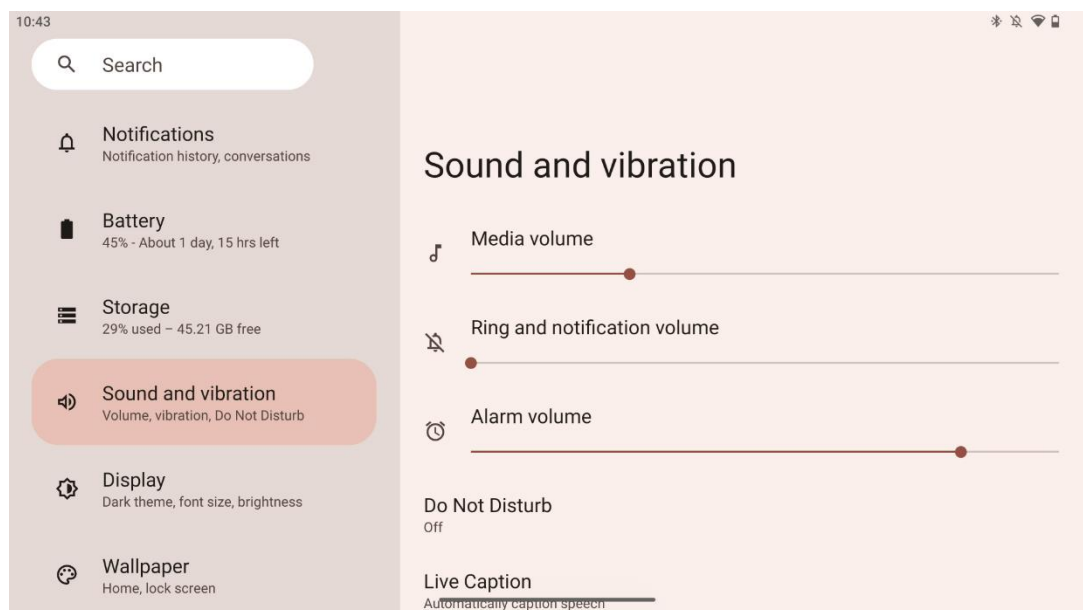 10:43
Search
Notifications
Notification history, conversations
Battery
45% - About 1 day, 15 hrs left
Storage
29% used – 45.21 GB free
Sound and vibration
Volume, vibration, Do Not Disturb
Display
Dark theme, font size, brightness
Wallpaper
Home, lock screen
Sound and vibration
Media volume
Ring and notification volume
Alarm volume
Do Not Disturb
Off
Live Caption
Automatically caption speech